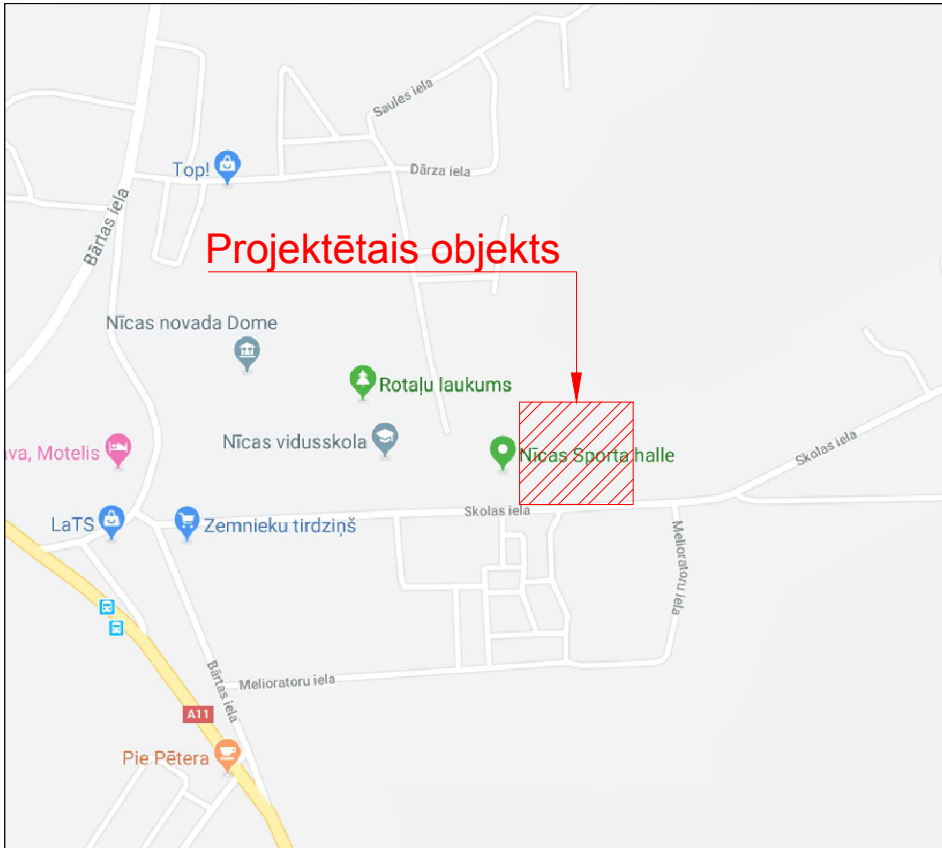 Saules iela
Top!
Dārza iela
Bārtas iela
Projektētais objekts
Nīcas novada Dome
Rotaļu laukums
Nīcas vidusskola
va, Motelis
Nīcas Sporta halle
Skolas iela
LaTS
Zemnieku tirdziņš
Skolas iela
Melioratoru iela
Bārtas iela
Melioratoru iela
A11
Pie Pētera